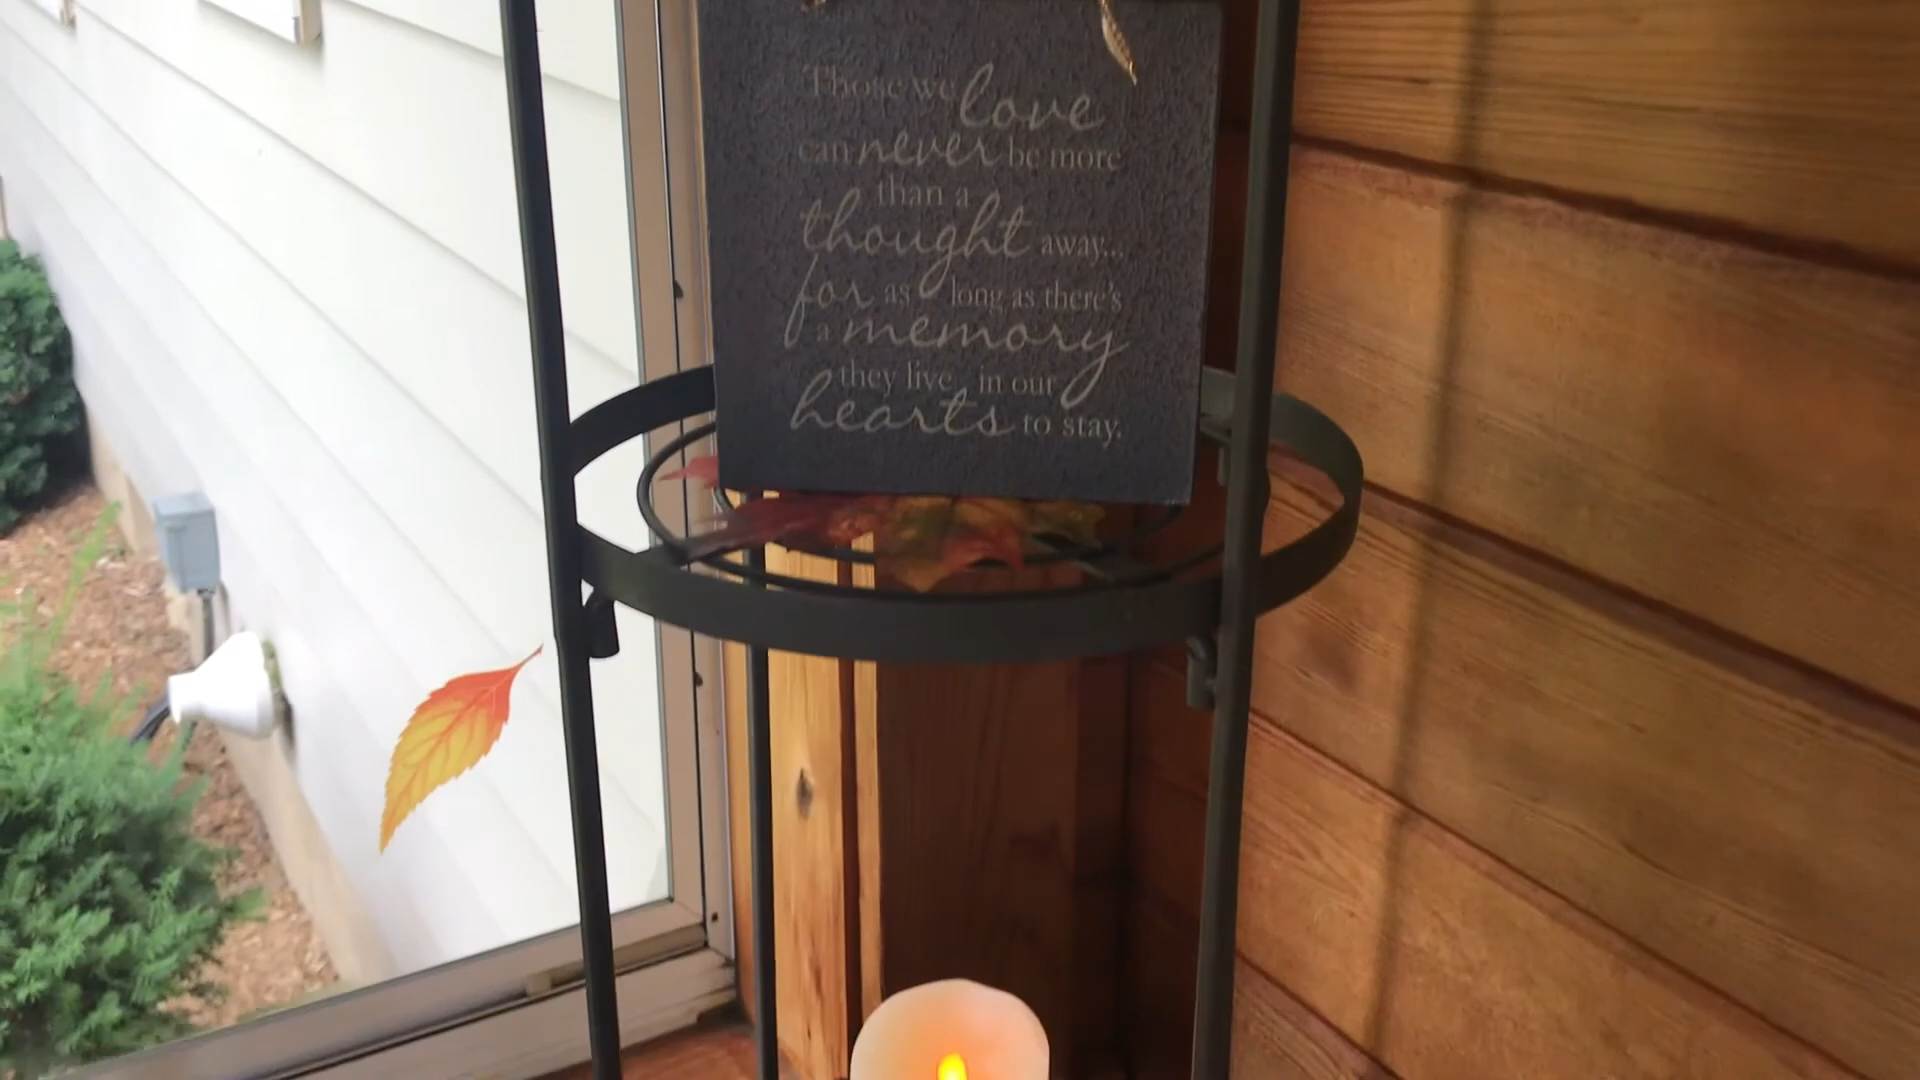 Those we love
can never be more
than a
thought away...
for as long as there's
a memory
they live in our
hearts to stay.